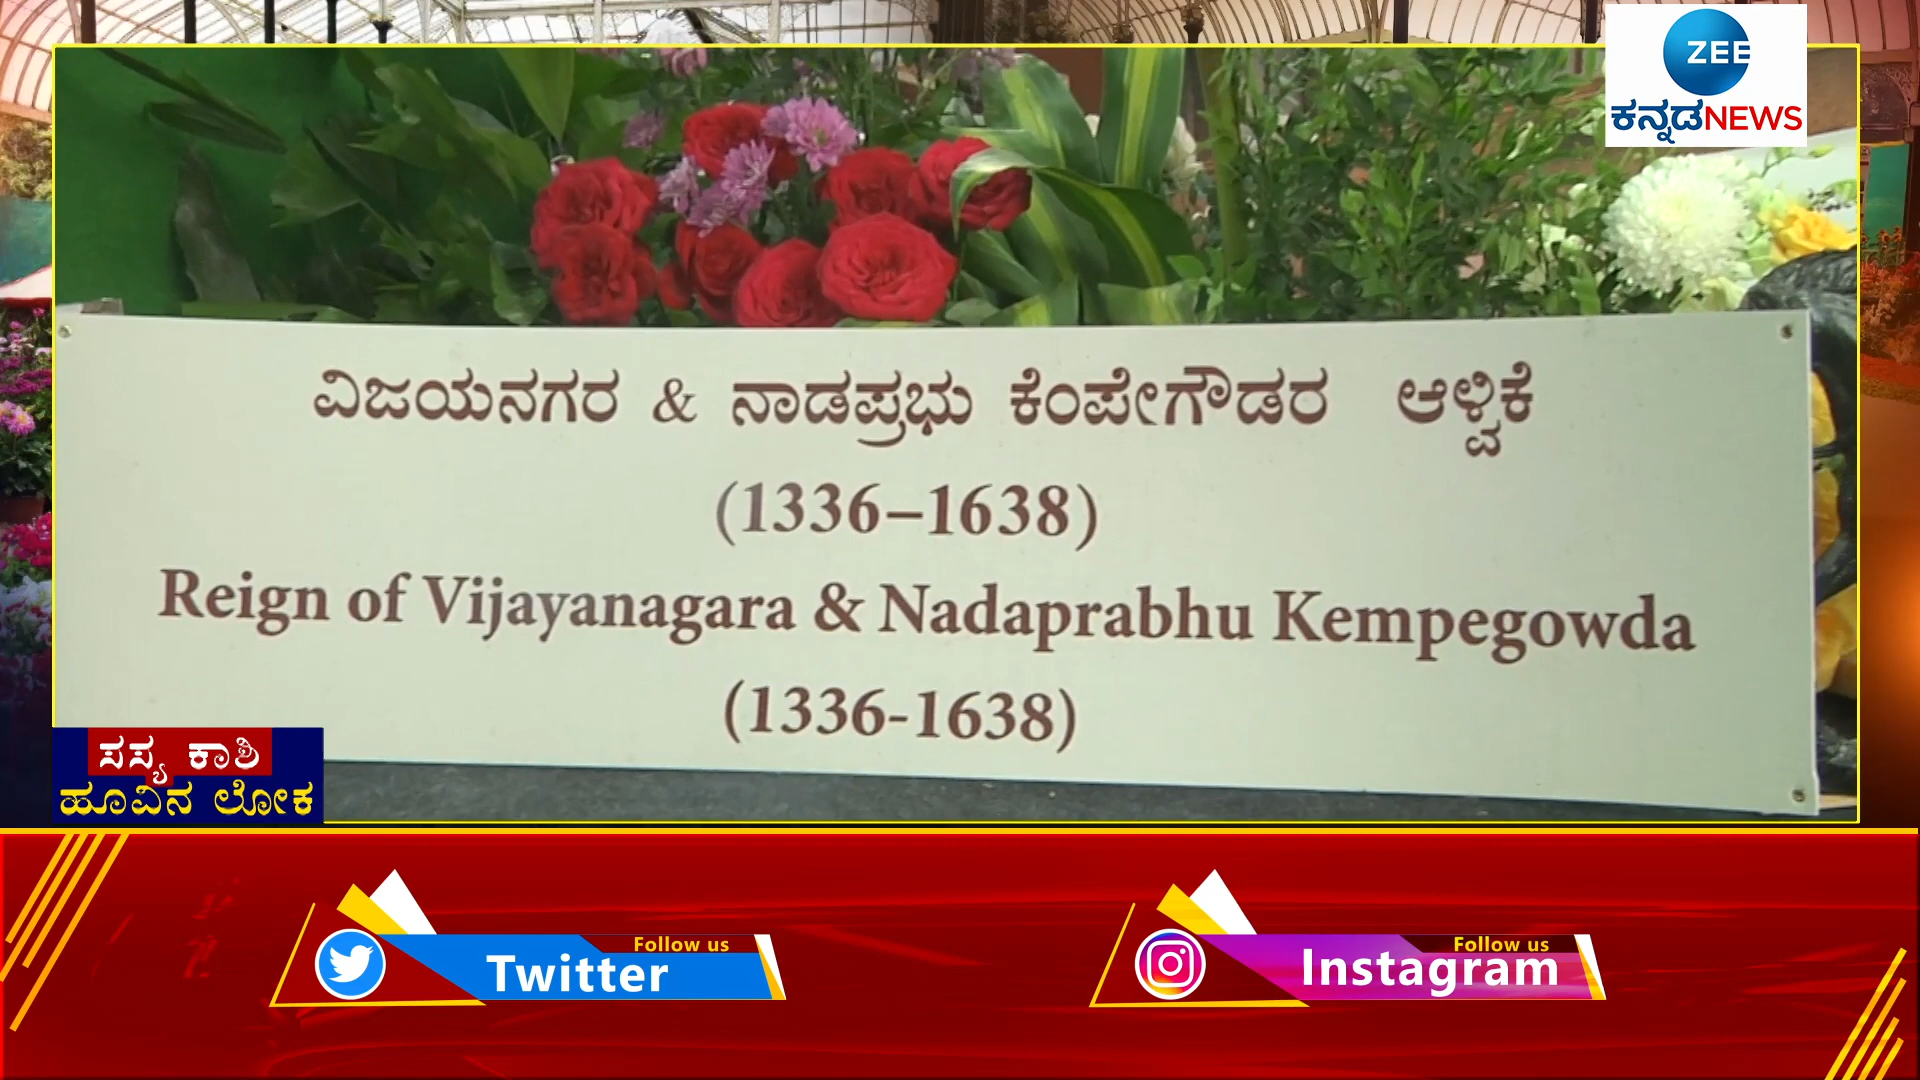 ZEE
ಕನ್ನಡNEWS
ವಿಜಯನಗರ & ನಾಡಪ್ರಭು ಕೆಂಪೇಗೌಡರ ಆಳ್ವಿಕೆ
(1336–1638)
Reign of Vijayanagara & Nadaprabhu Kempegowda
(1336-1638)
ಸಸ್ಯ ಕಾಶಿ
ಹೂವಿನ ಲೋಕ
Follow us
Twitter
Follow us
Instagram